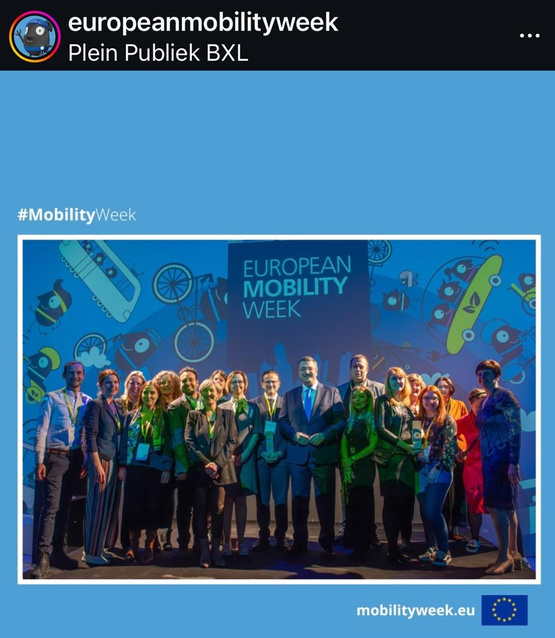 europeanmobilityweek
Plein Publiek BXL
#MobilityWeek
EUROPEAN
MOBILITY
WEEK
mobilityweek.eu